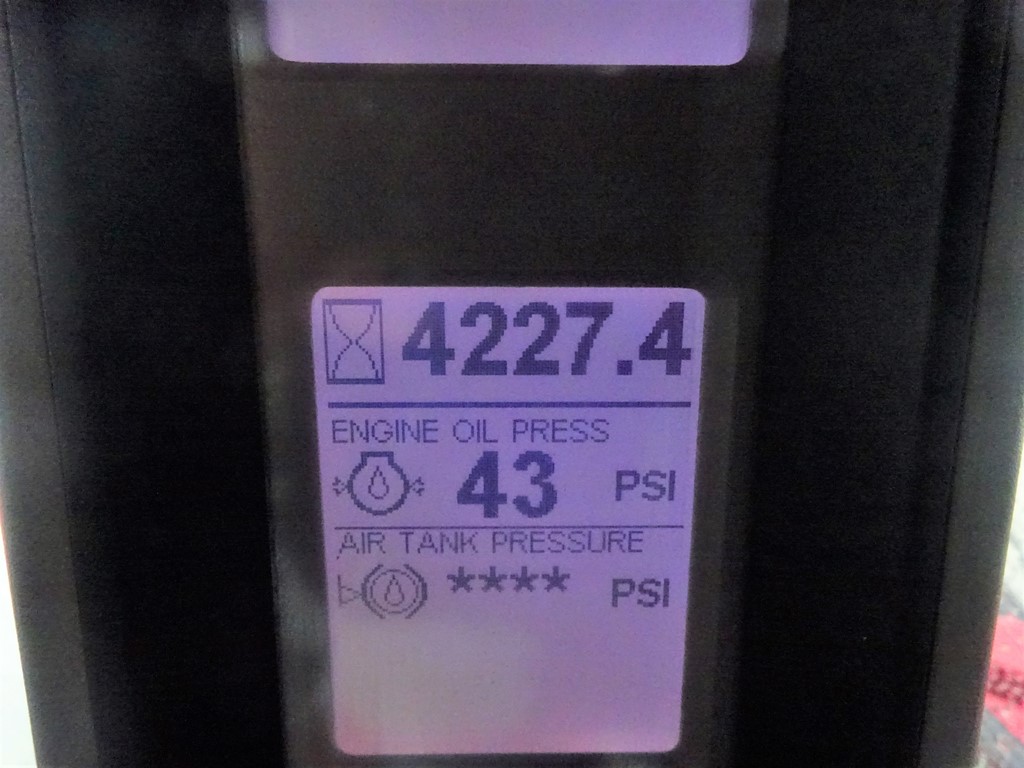 4227.4
ENGINE OIL PRESS
43 PSI
AIR TANK PRESSURE
**** PSI